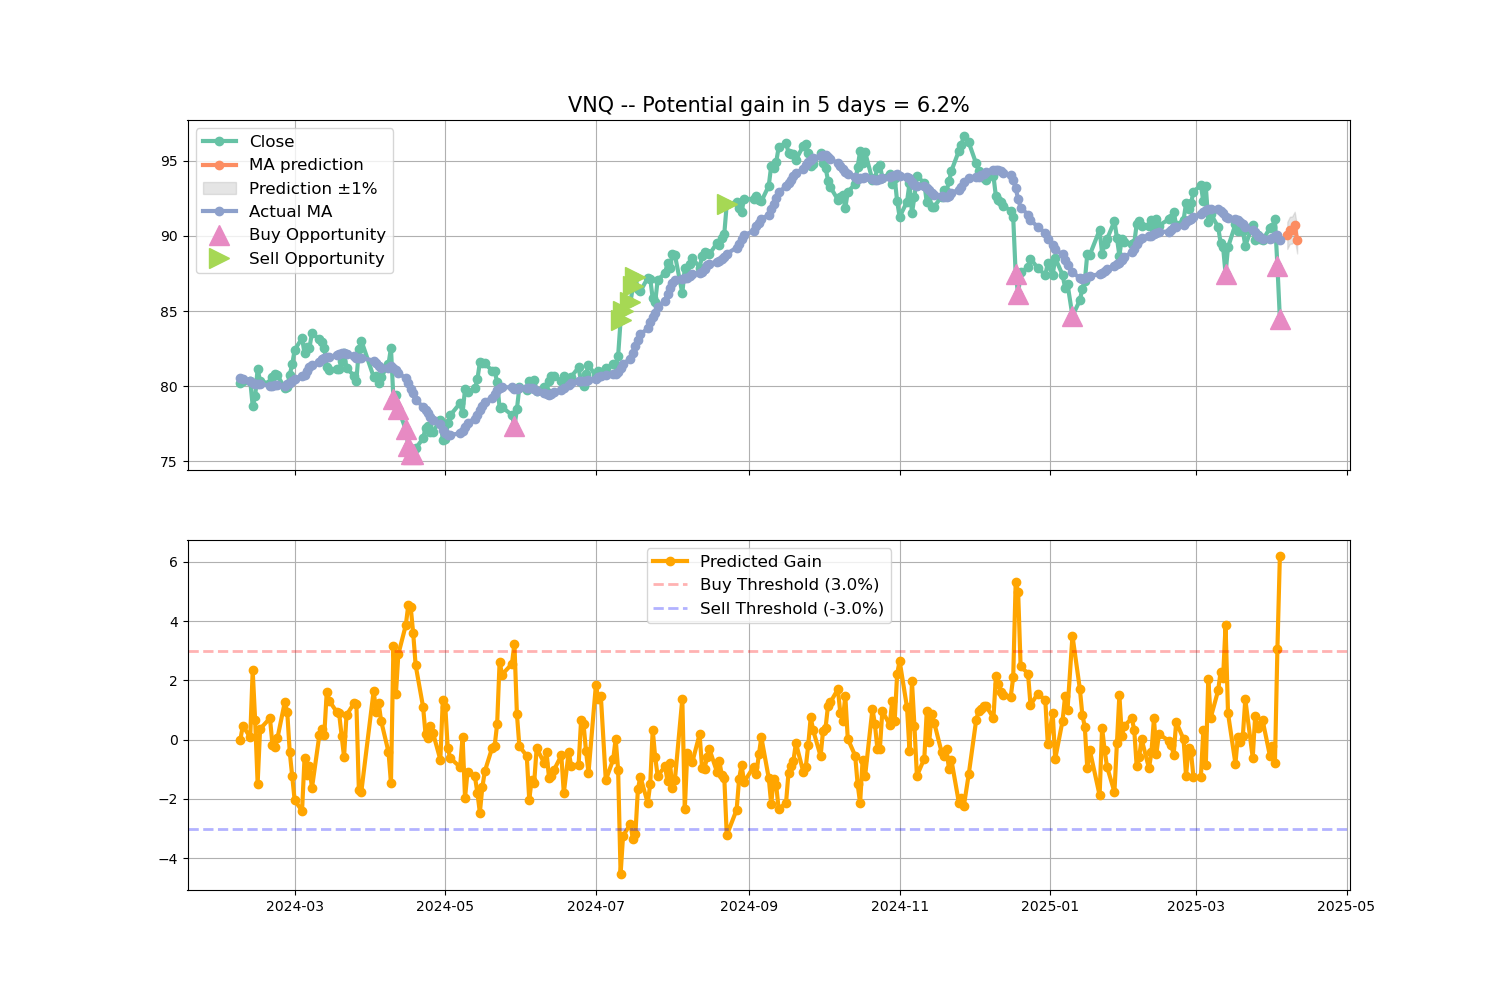 VNQ -- Potential gain in 5 days = 6.2%
Close
MA prediction
Prediction ±1%
Actual MA
Buy Opportunity
Sell Opportunity
95
90
85
80
75
Predicted Gain
Buy Threshold (3.0%)
Sell Threshold (-3.0%)
6
4
2
0
−2
−4
2024-03
2024-05
2024-07
2024-09
2024-11
2025-01
2025-03
2025-05